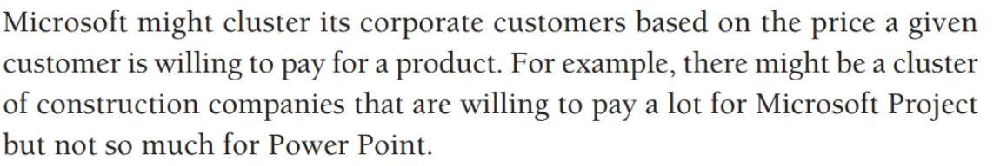 Microsoft might cluster its corporate customers based on the price a given
customer is willing to pay for a product. For example, there might be a cluster
of construction companies that are willing to pay a lot for Microsoft Project
but not so much for Power Point.